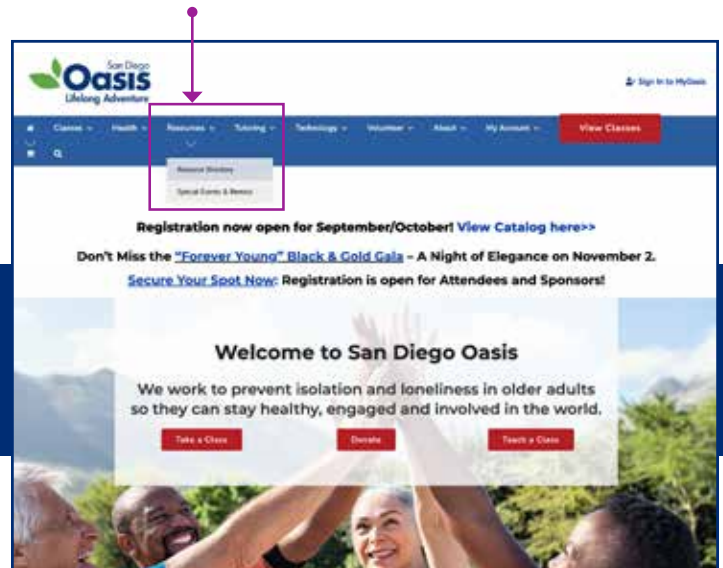 San Diego
Oasis
Lifelong Adventure
Sign In to MyOasis
Classes Health Resources Tutoring Technology Volunteer About My Account View Classes
Resource Directory
Special Events & Rentals
Registration now open for September/October! View Catalog here>>
Don't Miss the "Forever Young" Black & Gold Gala – A Night of Elegance on November 2.
Secure Your Spot Now: Registration is open for Attendees and Sponsors!
Welcome to San Diego Oasis
We work to prevent isolation and loneliness in older adults
so they can stay healthy, engaged and involved in the world.
Take a Class Donate Teach a Class